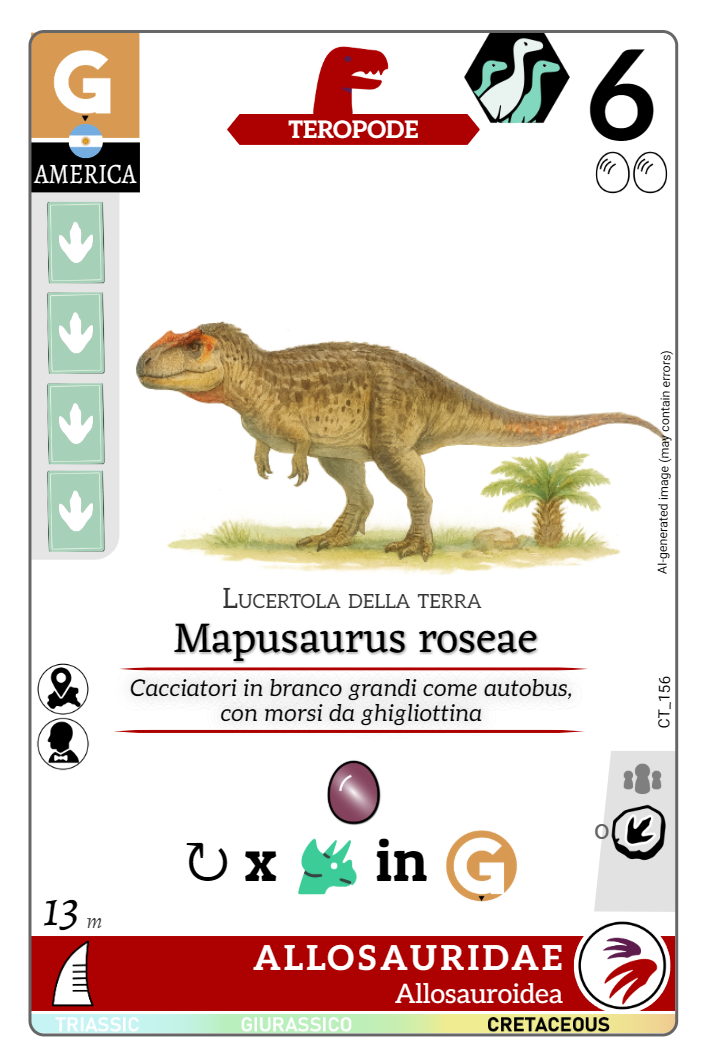 G
AMERICA
TEROPODE
6
AI-generated image (may contain errors)
LUCERTOLA DELLA TERRA
Mapusaurus roseae
Cacciatori in branco grandi come autobus,
con morsi da ghigliottina
CT_156
↻ x in G
O
13 m
ALLOSAURIDAE
Allosauroidea
TRIASSIC GIURASSICO CRETACEOUS